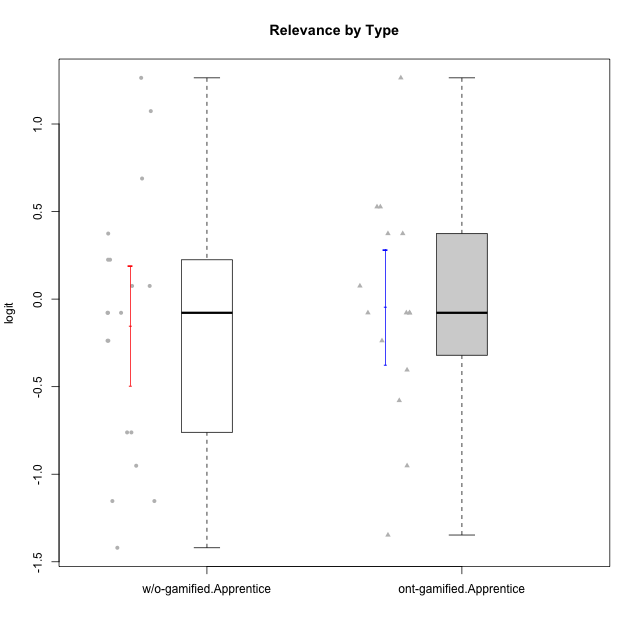 Relevance by Type
1.0
0.5
0.0
-0.5
-1.0
-1.5
logit
w/o-gamified.Apprentice
ont-gamified.Apprentice